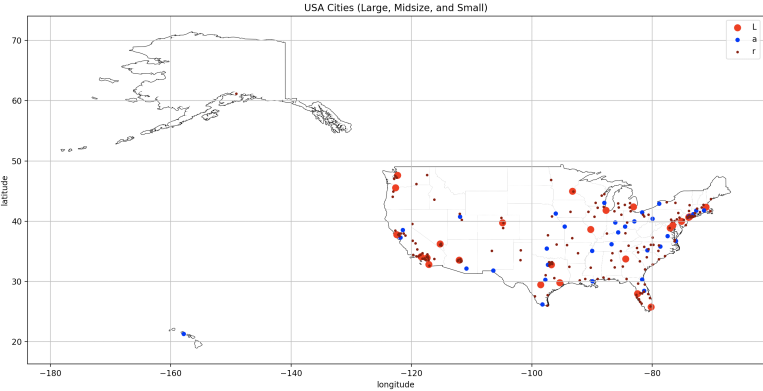 USA Cities (Large, Midsize, and Small)
L
a
r
70
60
50
40
30
20
latitude
−180
−160
−140
−120
−100
−80
longitude